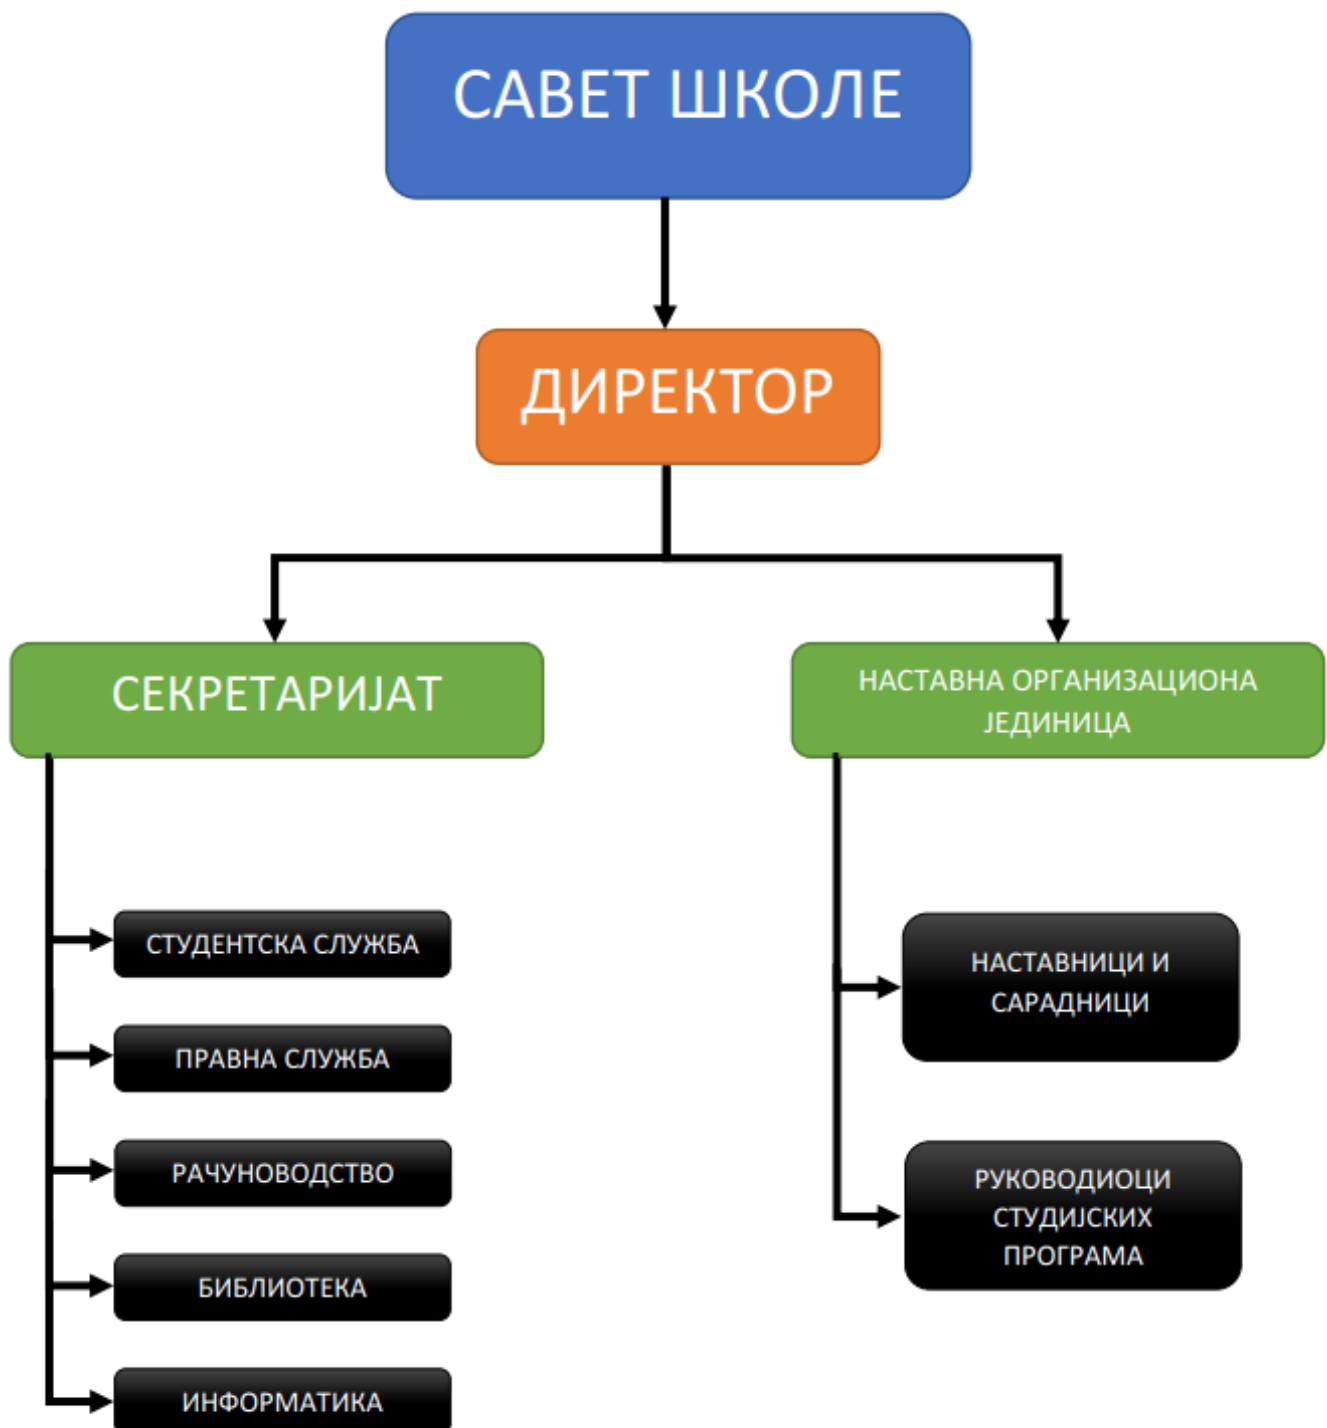 САВЕТ ШКОЛЕ
ДИРЕКТОР
СЕКРЕТАРИЈАТ
НАСТАВНА ОРГАНИЗАЦИОНА
ЈЕДИНИЦА
СТУДЕНТСКА СЛУЖБА
ПРАВНА СЛУЖБА
РАЧУНОВОДСТВО
БИБЛИОТЕКА
ИНФОРМАТИКА
НАСТАВНИЦИ И
САРАДНИЦИ
РУКОВОДИОЦИ
СТУДИЈСКИХ
ПРОГРАМА